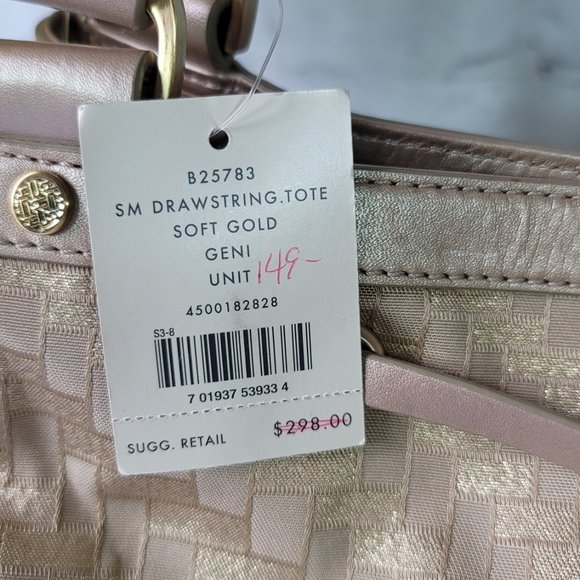 B25783
SM DRAWSTRING.TOTE
SOFT GOLD
GENI
UNIT 149-
4500182828
S3-8
7 01937 53933 4
$298.00
SUGG. RETAIL